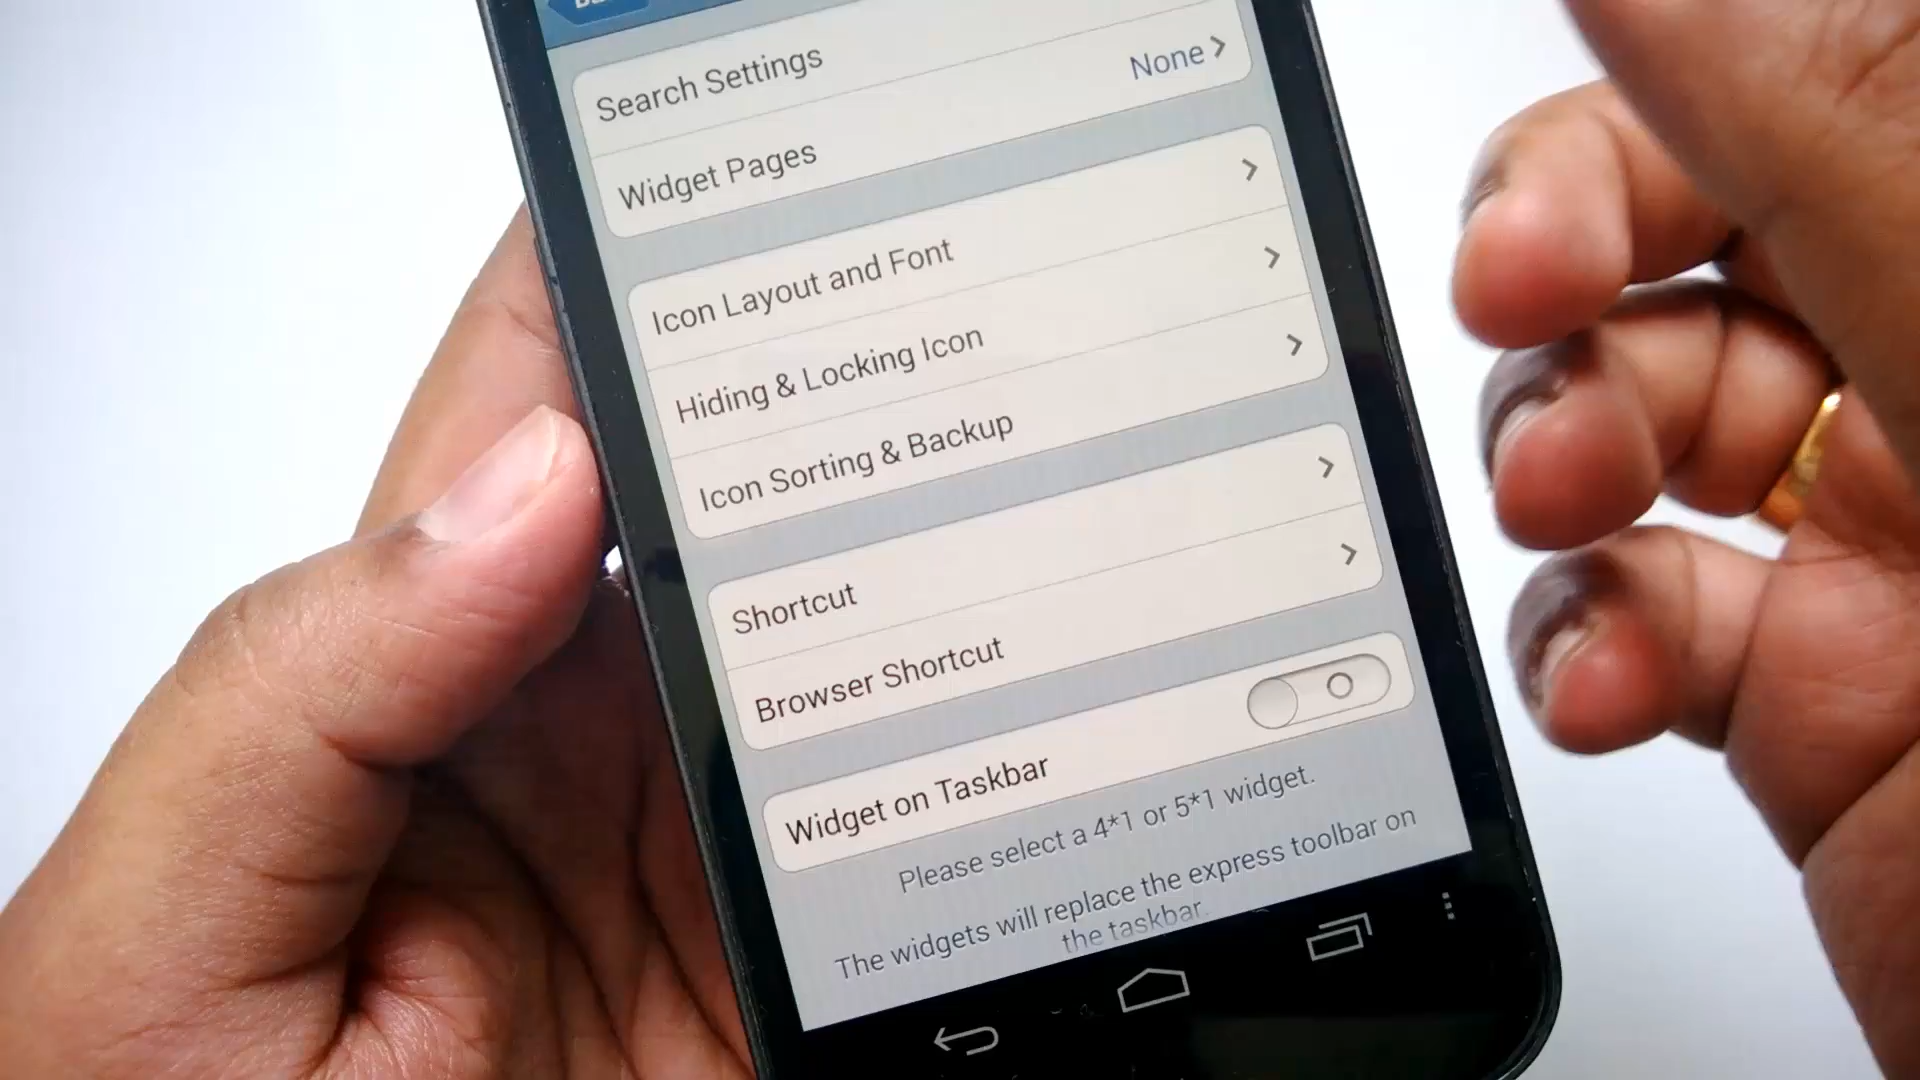 Search Settings
Widget Pages
None
Icon Layout and Font
Hiding & Locking Icon
Icon Sorting & Backup
Shortcut
Browser Shortcut
Widget on Taskbar
Please select a 4*1 or 5*1 widget.
The widgets will replace the express toolbar on
the taskbar.